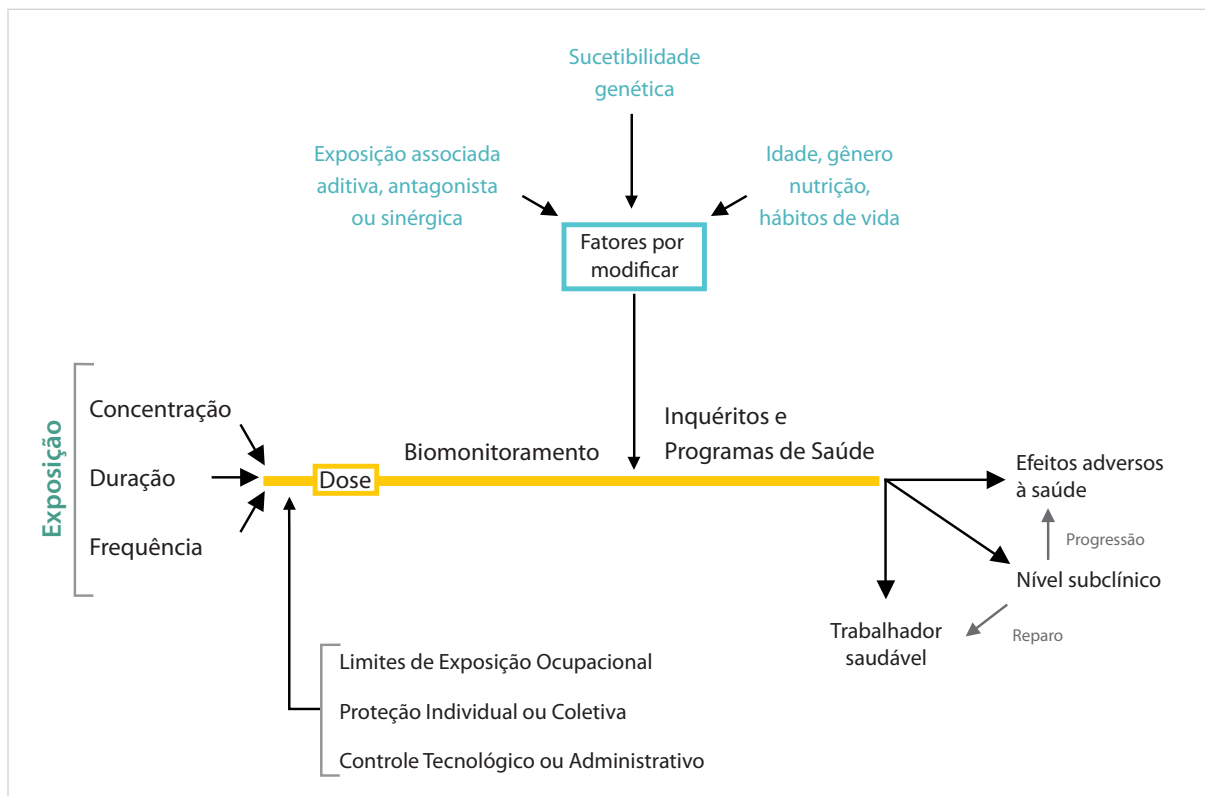 Sucetibilidade
genética
Exposição associada
aditiva, antagonista
ou sinérgica
Idade, gênero
nutrição,
hábitos de vida
Fatores por
modificar
Exposição
Concentração
Duração
Frequência
Dose
Biomonitoramento
Inquéritos e
Programas de Saúde
Efeitos adversos
à saúde
Progressão
Nível subclínico
Reparo
Trabalhador
saudável
Limites de Exposição Ocupacional
Proteção Individual ou Coletiva
Controle Tecnológico ou Administrativo